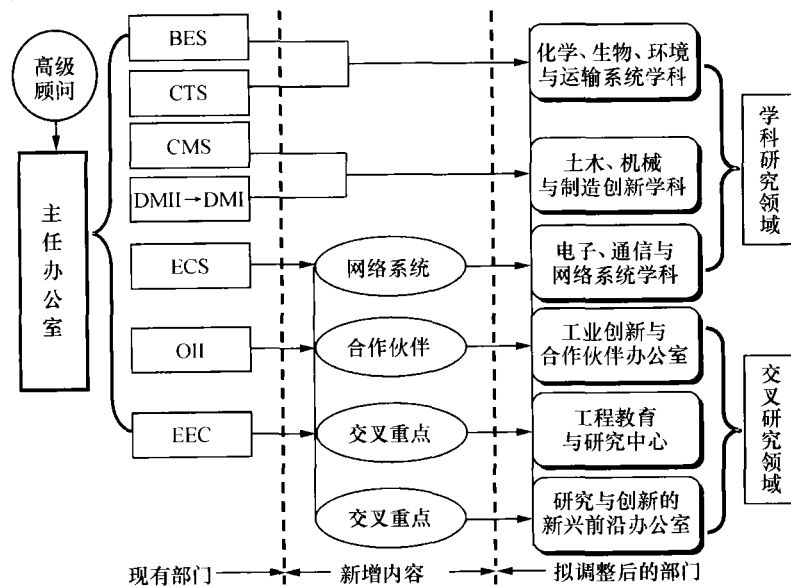 高级
顾问
主任办公室
BES
CTS
CMS
DMII→DMI
ECS
OII
EEC
网络系统
合作伙伴
交叉重点
交叉重点
化学、生物、环境
与运输系统学科
土木、机械
与制造创新学科
电子、通信与
网络系统学科
工业创新与
合作伙伴办公室
工程教育
与研究中心
研究与创新的
新兴前沿办公室
学科研究领域
交叉研究领域
现有部门
新增内容
拟调整后的部门